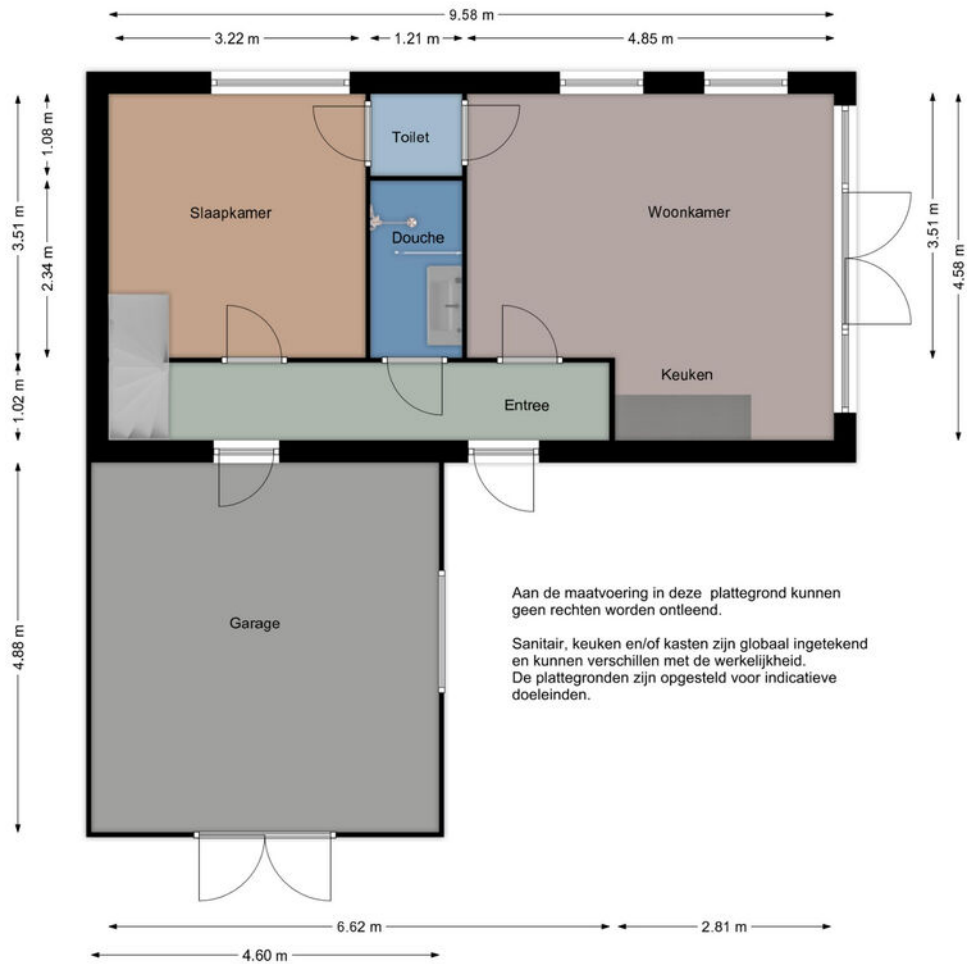 9.58 m
3.22 m
1.21 m
4.85 m
1.08 m
3.51 m
2.34 m
1.02 m
4.88 m
Toilet
Slaapkamer
Douche
Woonkamer
Keuken
Entree
3.51 m
4.58 m
Garage
Aan de maatvoering in deze plattegrond kunnen
geen rechten worden ontleend.
Sanitair, keuken en/of kasten zijn globaal ingetekend
en kunnen verschillen met de werkelijkheid.
De plattegronden zijn opgesteld voor indicatieve
doeleinden.
6.62 m
2.81 m
4.60 m